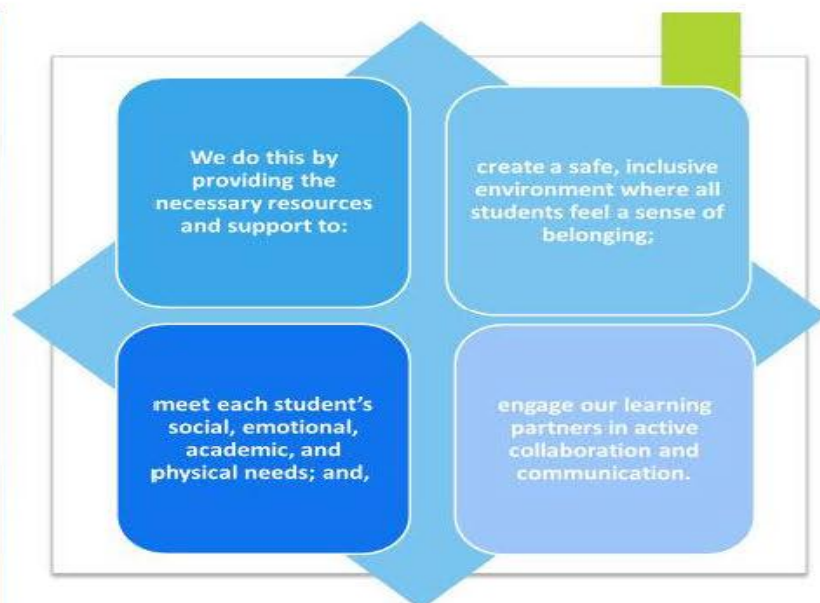 We do this by
providing the
necessary resources
and support to:
create a safe, inclusive
environment where all
students feel a sense of
belonging;
meet each student's
social, emotional,
academic, and
physical needs; and,
engage our learning
partners in active
collaboration and
communication.